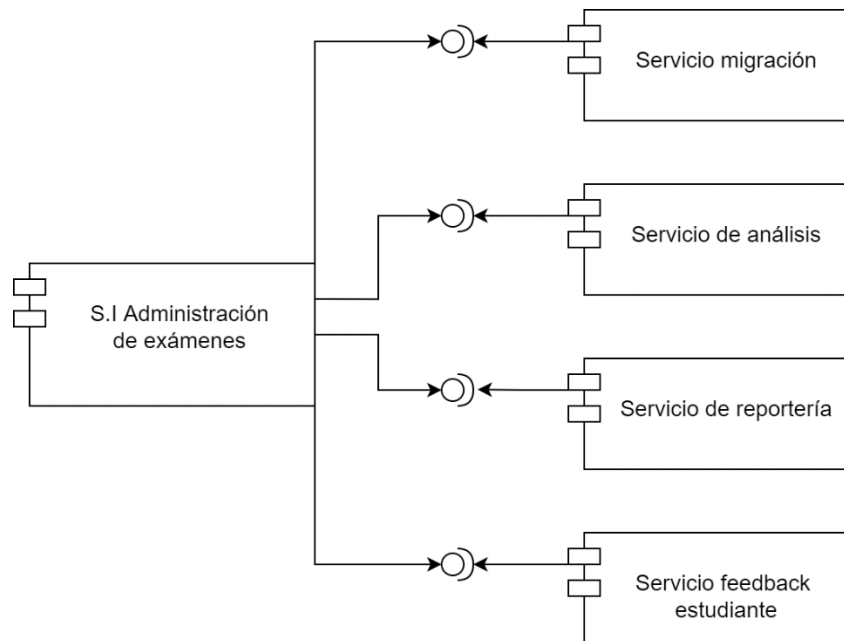 Servicio migración
Servicio de análisis
S.I Administración
de exámenes
Servicio de reportería
Servicio feedback
estudiante